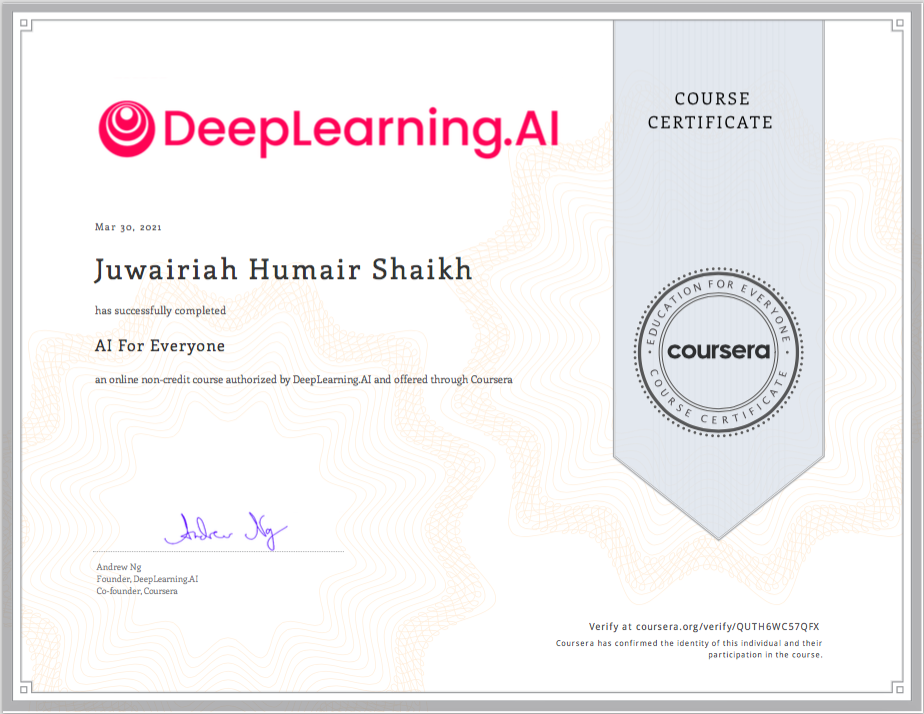 DeepLearning.AI
COURSE
CERTIFICATE
Mar 30, 2021
Juwairiah Humair Shaikh
has successfully completed
AI For Everyone
an online non-credit course authorized by DeepLearning.AI and offered through Coursera
EDUCATION FOR EVERYONE
coursera
COURSE CERTIFICATE
Andrew Ng
Andrew Ng
Founder, DeepLearning.AI
Co-founder, Coursera
Verify at coursera.org/verify/QUTH6WC57QFX
Coursera has confirmed the identity of this individual and their
participation in the course.